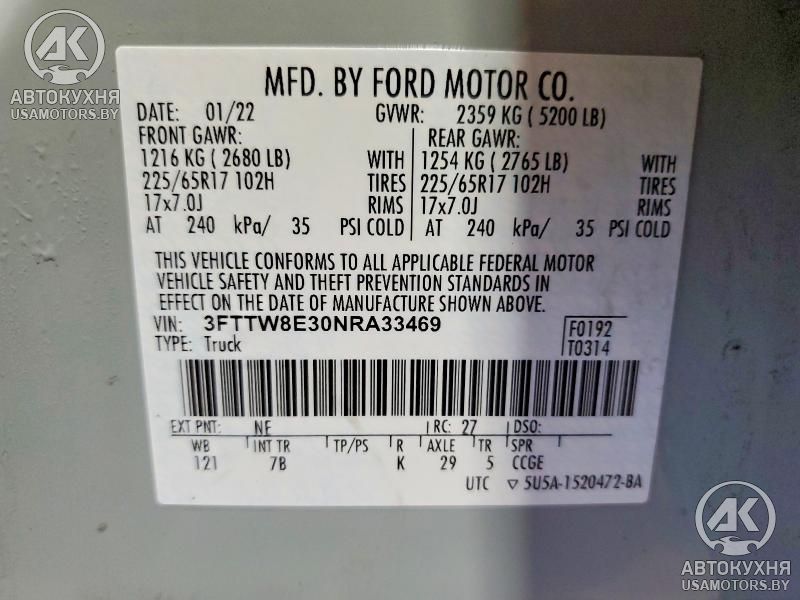 AK
АВТОКУХНЯ
USAMOTORS.BY
MFD. BY FORD MOTOR CO.
DATE: 01/22 GVWR: 2359 KG ( 5200 LB)
FRONT GAWR: REAR GAWR:
1216 KG ( 2680 LB) WITH 1254 KG ( 2765 LB) WITH
225/65R17 102H TIRES 225/65R17 102H TIRES
17x7.0J RIMS 17x7.0J RIMS
AT 240 kPa/ 35 PSI COLD AT 240 kPa/ 35 PSI COLD
THIS VEHICLE CONFORMS TO ALL APPLICABLE FEDERAL MOTOR
VEHICLE SAFETY AND THEFT PREVENTION STANDARDS IN
EFFECT ON THE DATE OF MANUFACTURE SHOWN ABOVE.
VIN: 3FTTW8E30NRA33469 F0192
TYPE: Truck T0314
EXT PNT: NE RC: 27 DSO:
WB INT TR TP/PS R AXLE TR SPR
121 7B K 29 5 CCGE
UTC ▽ 5U5A-1520472-BA
AK
АВТОКУХНЯ
USAMOTORS.BY